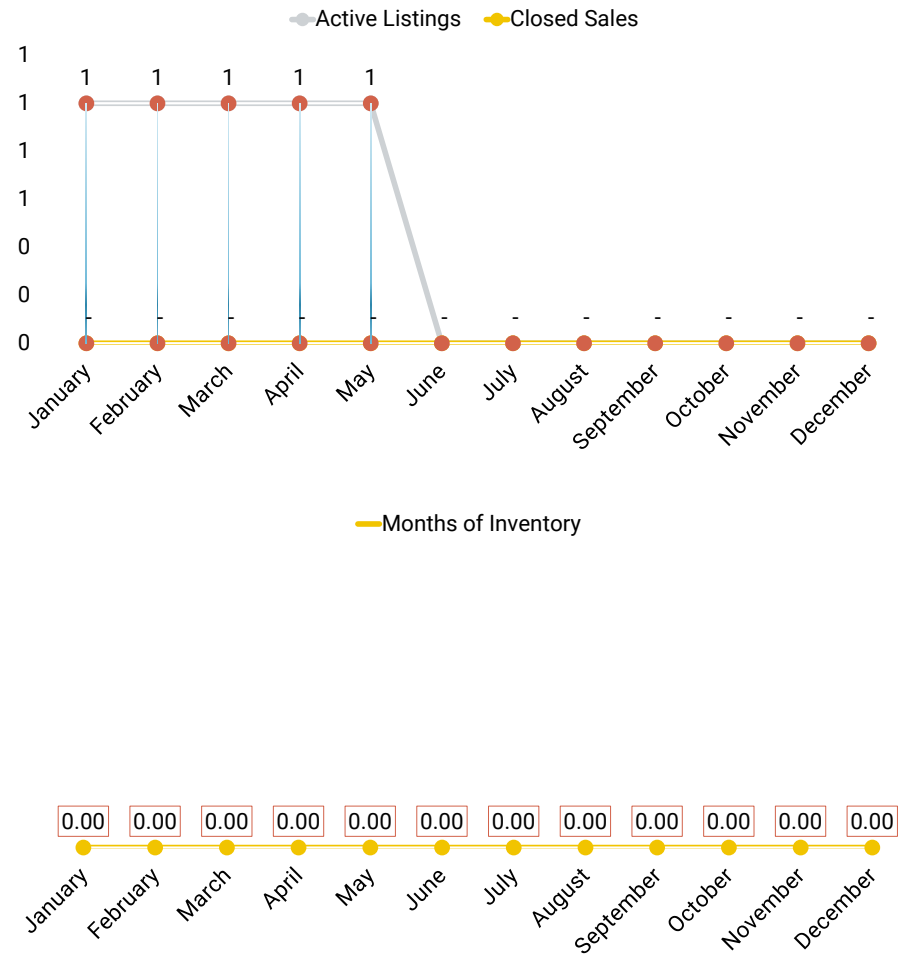 Active Listings Closed Sales
1
1 1 1 1 1
1
1
1
0
0
- - - - - - - - - - - -
0
January February March April May June July August September October November December
Months of Inventory
0.00 0.00 0.00 0.00 0.00 0.00 0.00 0.00 0.00 0.00 0.00 0.00
January February March April May June July August September October November December